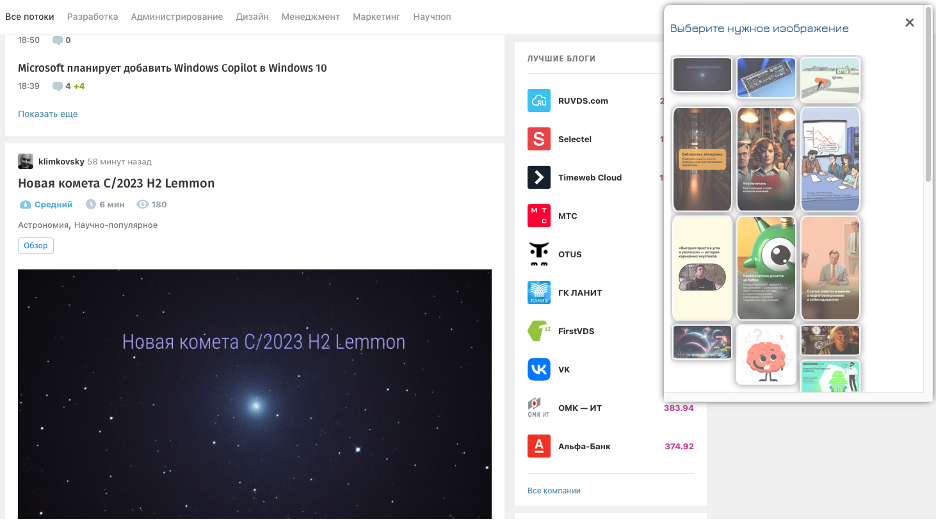 Все потоки Разработка Администрирование Дизайн Менеджмент Маркетинг Научпоп
18:50 0
Microsoft планирует добавить Windows Copilot в Windows 10
18:39 4 +4
Показать еще
klimkovsky 58 минут назад
Новая комета C/2023 H2 Lemmon
Средний 6 мин 180
Астрономия, Научно-популярное
Обзор
Новая комета C/2023 H2 Lemmon
ЛУЧШИЕ БЛОГИ
RUVDS.com
Selectel
Timeweb Cloud
МТС
OTUS
ГК ЛАНИТ
FirstVDS
VK
ОМК — ИТ 383.94
Альфа-Банк 374.92
Все компании
Выберите нужное изображение